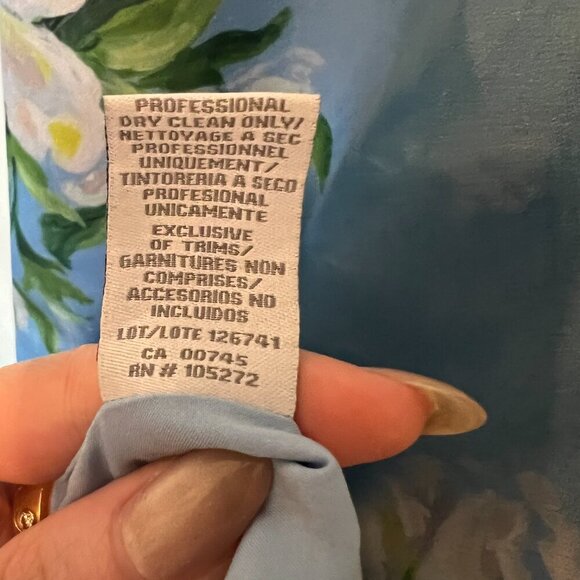 PROFESSIONAL
DRY CLEAN ONLY/
NETTOYAGE A SEC
PROFESSIONNEL
UNIQUEMENT/
TINTORERIA A SECO
PROFESIONAL
UNICAMENTE
EXCLUSIVE
OF TRIMS/
GARNITURES NON
COMPRISES/
ACCESORIOS NO
INCLUIDOS
LOT/LOTE 126741
CA 00745
RN # 105272